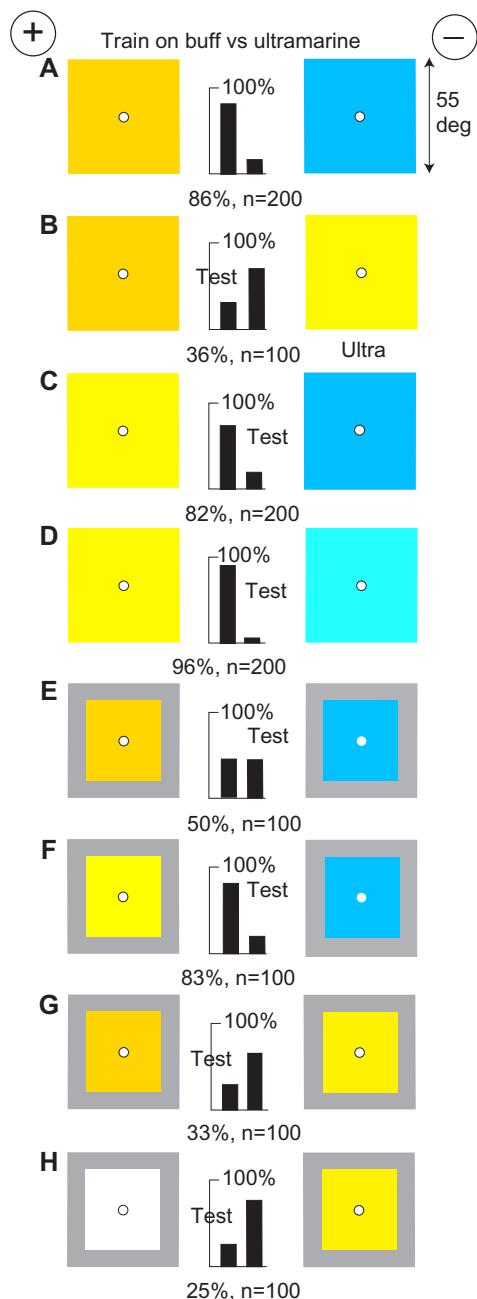 +
Train on buff vs ultramarine
−
A
100%
55
deg
86%, n=200
B
100%
Test
36%, n=100
Ultra
C
100%
Test
82%, n=200
D
100%
Test
96%, n=200
E
100%
Test
50%, n=100
F
100%
Test
83%, n=100
G
100%
Test
33%, n=100
H
100%
Test
25%, n=100